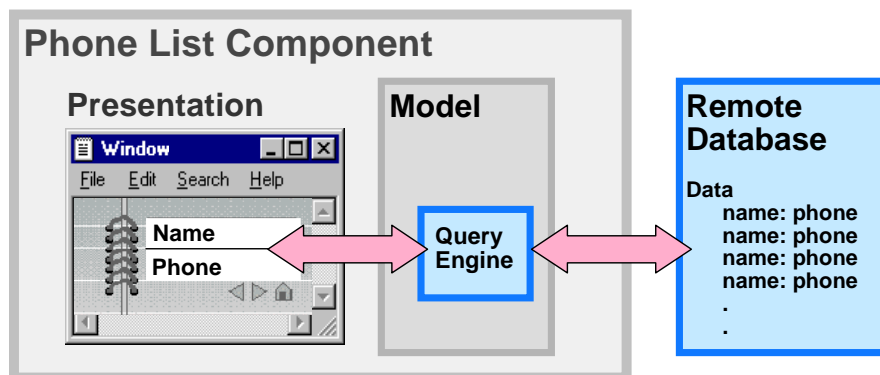 Phone List Component
Presentation
Window
File Edit Search Help
Name
Phone
Model
Query
Engine
Remote
Database
Data
name: phone
name: phone
name: phone
name: phone
.
.